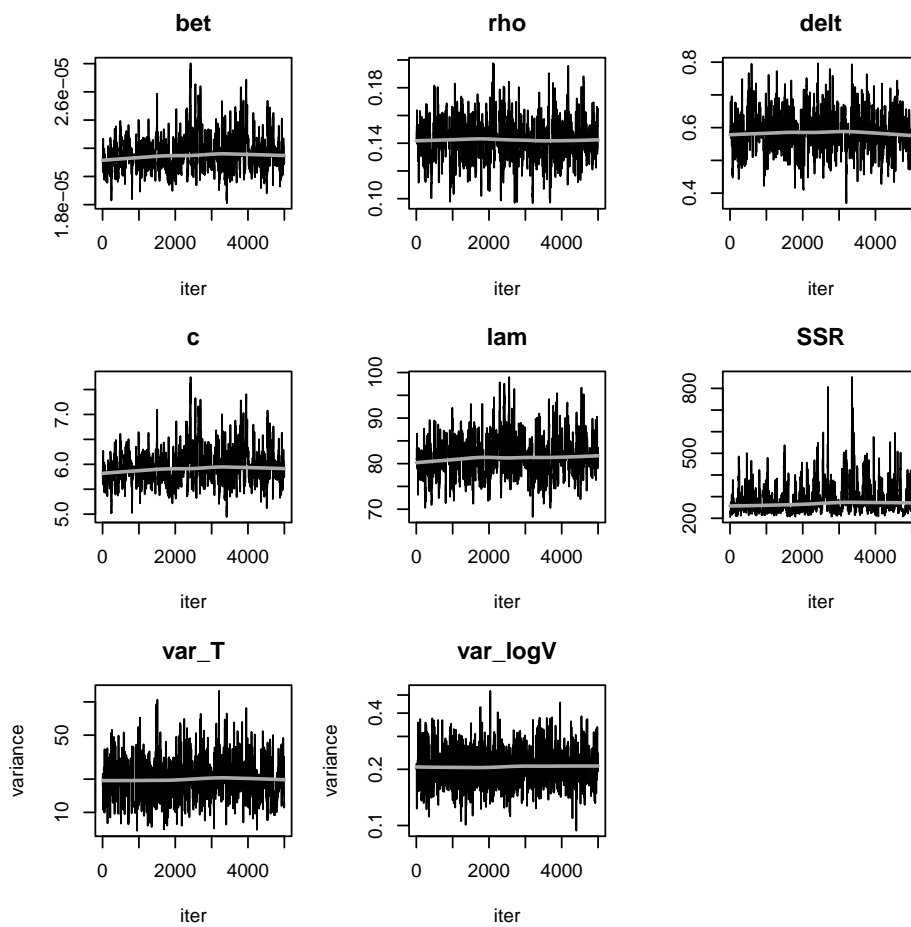 bet
1.8e−05 2.6e−05
0 2000 4000
iter
rho
0.10 0.14 0.18
0 2000 4000
iter
delt
0.4 0.6 0.8
0 2000 4000
iter
c
5.0 6.0 7.0
0 2000 4000
iter
lam
70 80 90 100
0 2000 4000
iter
SSR
200 500 800
0 2000 4000
iter
var_T
variance
10 50
0 2000 4000
iter
var_logV
variance
0.1 0.2 0.4
0 2000 4000
iter